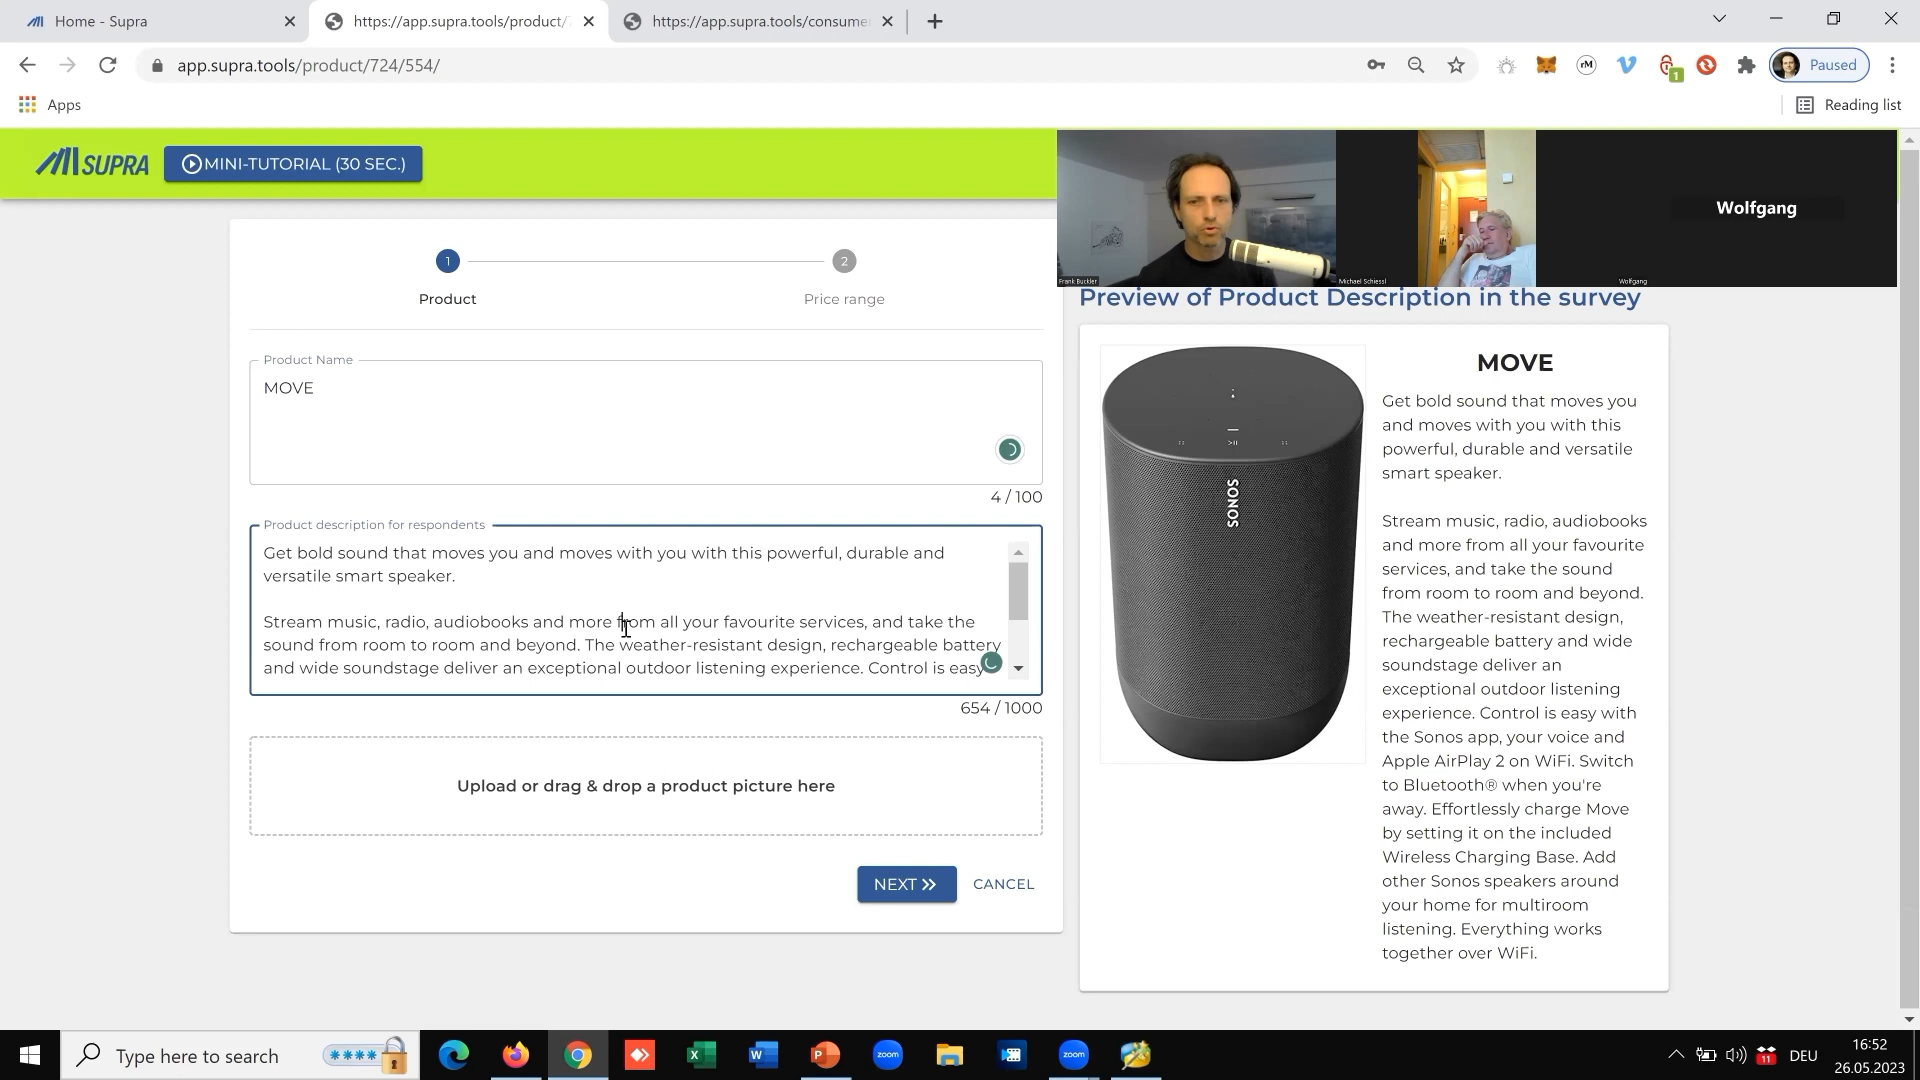 Home - Supra
https://app.supra.tools/product/7
https://app.supra.tools/consume
app.supra.tools/product/724/554/
rM
1
Paused
Apps
Reading list
SUPRA
MINI-TUTORIAL (30 SEC.)
Frank Buckler
Michael Schiessl
Wolfgang
Wolfgang
1
2
Product
Price range
Product Name
MOVE
4 / 100
Product description for respondents
Get bold sound that moves you and moves with you with this powerful, durable and
versatile smart speaker.
Stream music, radio, audiobooks and more from all your favourite services, and take the
sound from room to room and beyond. The weather-resistant design, rechargeable battery
and wide soundstage deliver an exceptional outdoor listening experience. Control is easy
654 / 1000
Upload or drag & drop a product picture here
NEXT
CANCEL
Preview of Product Description in the survey
SONOS
MOVE
Get bold sound that moves you
and moves with you with this
powerful, durable and versatile
smart speaker.
Stream music, radio, audiobooks
and more from all your favourite
services, and take the sound
from room to room and beyond.
The weather-resistant design,
rechargeable battery and wide
soundstage deliver an
exceptional outdoor listening
experience. Control is easy with
the Sonos app, your voice and
Apple AirPlay 2 on WiFi. Switch
to Bluetooth® when you're
away. Effortlessly charge Move
by setting it on the included
Wireless Charging Base. Add
other Sonos speakers around
your home for multiroom
listening. Everything works
together over WiFi.
Type here to search
****
X
W
P
zoom
zoom
11
DEU
16:52
26.05.2023